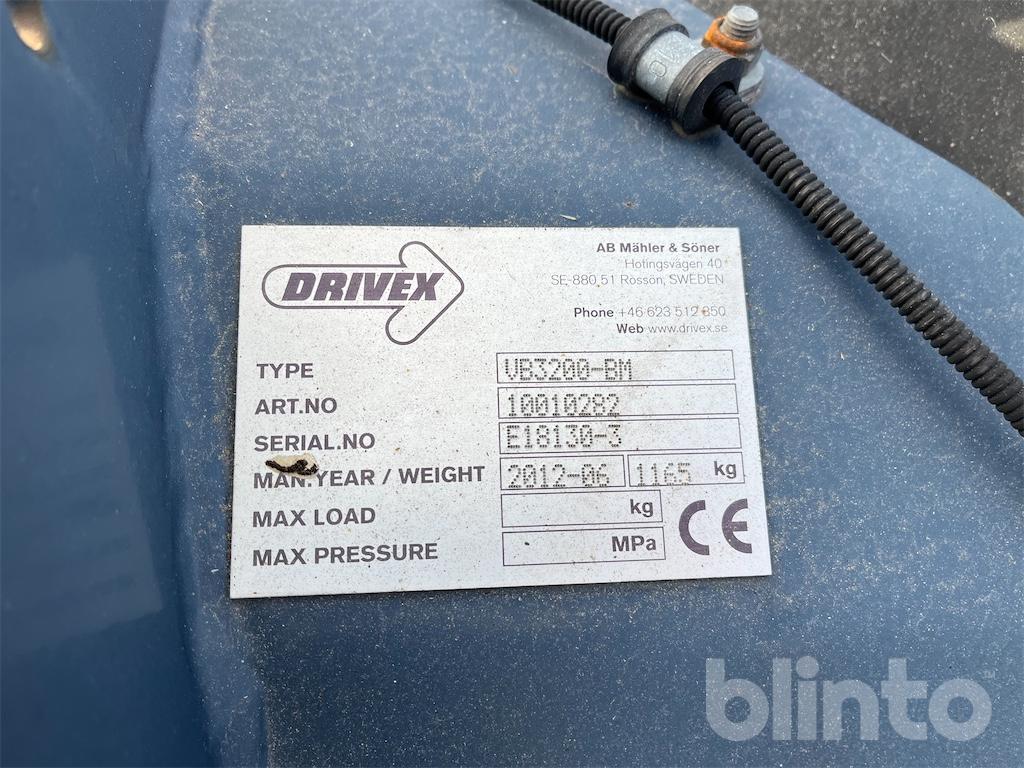 DRIVEX
AB Mähler & Söner
Hotingsvägen 40
SE-880 51 Rossön, SWEDEN
Phone +46 623 512 850
Web www.drivex.se
TYPE VB3200-BM
ART.NO 10010282
SERIAL.NO E18130-3
MAN.YEAR / WEIGHT 2012-06 1165 kg
MAX LOAD kg
MAX PRESSURE MPa
CE
blinto